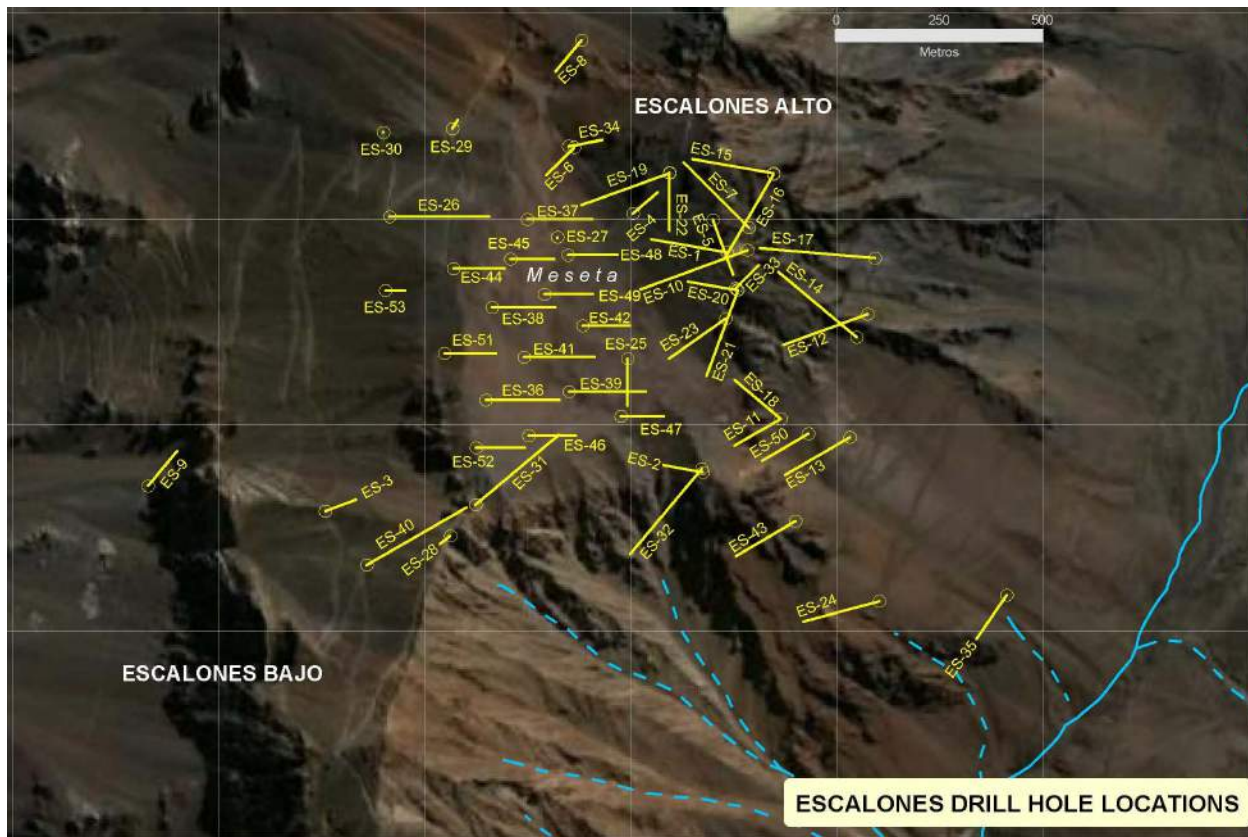 0 250 500
Metros
ES-8
ESCALONES ALTO
ES-34
ES-30
ES-29
ES-6
ES-15
ES-19
ES-7
ES-16
ES-26
ES-37
ES-4
ES-22
ES-5
ES-27
ES-45
ES-48
ES-1
ES-17
ES-44
Meseta
ES-33
ES-14
ES-53
ES-49
ES-10
ES-20
ES-38
ES-42
ES-23
ES-12
ES-51
ES-41
ES-25
ES-21
ES-36
ES-39
ES-18
ES-47
ES-11
ES-50
ES-46
ES-52
ES-31
ES-2
ES-13
ES-9
ES-3
ES-40
ES-28
ES-32
ES-43
ES-24
ES-35
ESCALONES BAJO
ESCALONES DRILL HOLE LOCATIONS